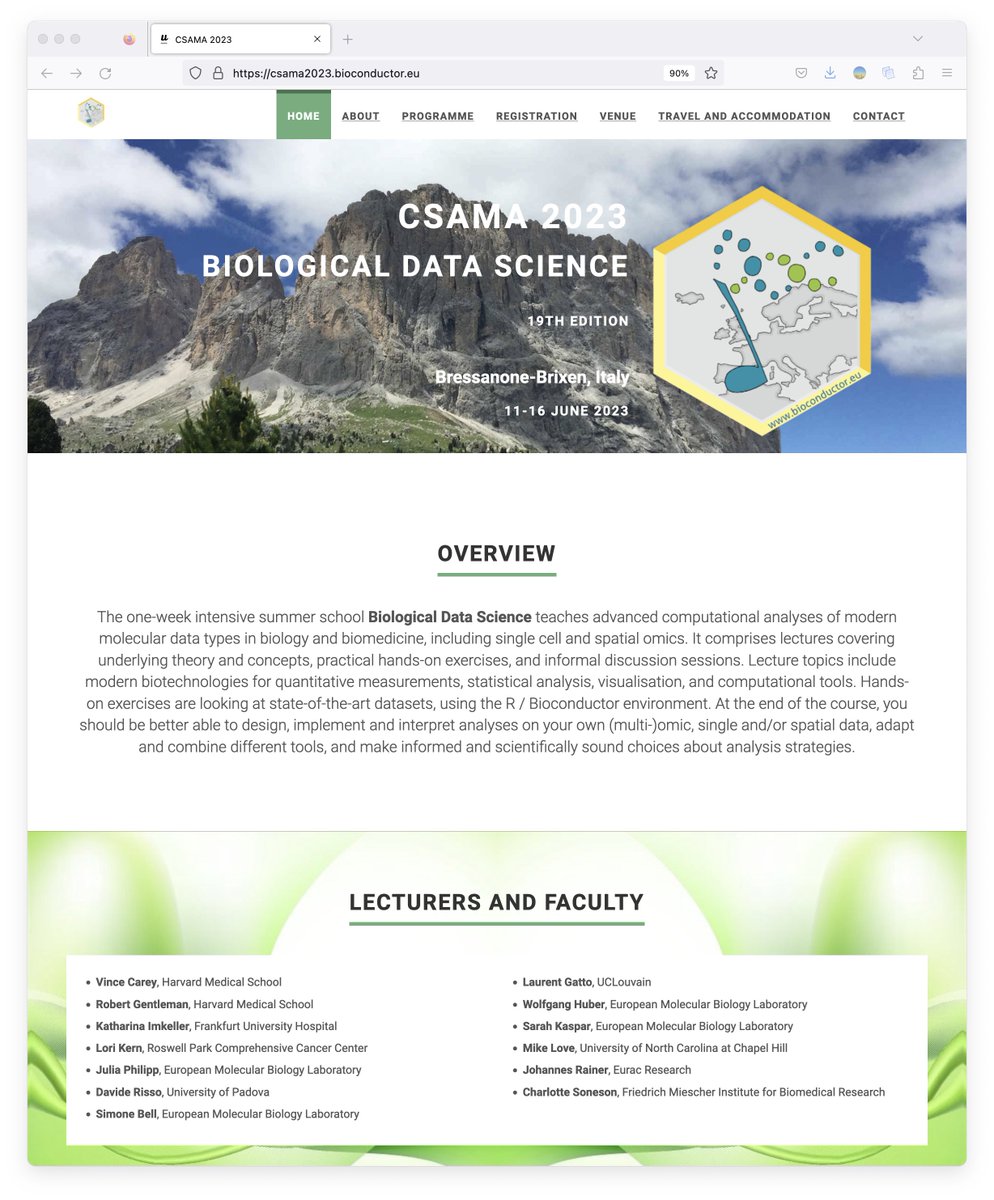 CSAMA 2023
https://csama2023.bioconductor.eu
90%
HOME ABOUT PROGRAMME REGISTRATION VENUE TRAVEL AND ACCOMMODATION CONTACT
CSAMA 2023
BIOLOGICAL DATA SCIENCE
19TH EDITION
Bressanone-Brixen, Italy
11-16 JUNE 2023
www.bioconductor.eu
OVERVIEW
The one-week intensive summer school Biological Data Science teaches advanced computational analyses of modern
molecular data types in biology and biomedicine, including single cell and spatial omics. It comprises lectures covering
underlying theory and concepts, practical hands-on exercises, and informal discussion sessions. Lecture topics include
modern biotechnologies for quantitative measurements, statistical analysis, visualisation, and computational tools. Hands-
on exercises are looking at state-of-the-art datasets, using the R / Bioconductor environment. At the end of the course, you
should be better able to design, implement and interpret analyses on your own (multi-)omic, single and/or spatial data, adapt
and combine different tools, and make informed and scientifically sound choices about analysis strategies.
LECTURERS AND FACULTY
• Vince Carey, Harvard Medical School
• Robert Gentleman, Harvard Medical School
• Katharina Imkeller, Frankfurt University Hospital
• Lori Kern, Roswell Park Comprehensive Cancer Center
• Julia Philipp, European Molecular Biology Laboratory
• Davide Risso, University of Padova
• Simone Bell, European Molecular Biology Laboratory
• Laurent Gatto, UCLouvain
• Wolfgang Huber, European Molecular Biology Laboratory
• Sarah Kaspar, European Molecular Biology Laboratory
• Mike Love, University of North Carolina at Chapel Hill
• Johannes Rainer, Eurac Research
• Charlotte Soneson, Friedrich Miescher Institute for Biomedical Research